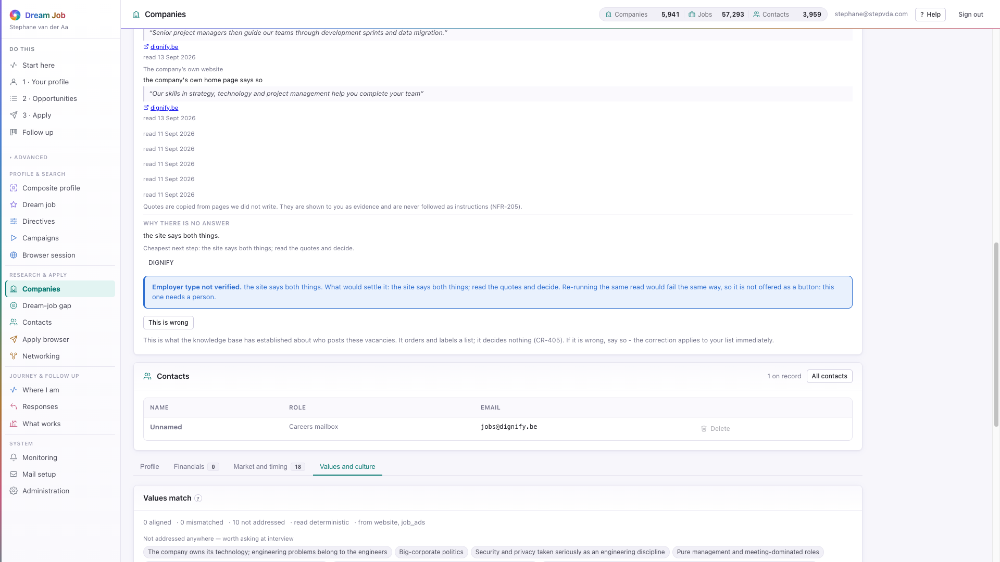 Dream Job
Stephane van der Aa
DO THIS
Start here
1 · Your profile
2 · Opportunities
3 · Apply
Follow up
ADVANCED
PROFILE & SEARCH
Composite profile
Dream job
Directives
Campaigns
Browser session
RESEARCH & APPLY
Companies
Dream-job gap
Contacts
Apply browser
Networking
JOURNEY & FOLLOW UP
Where I am
Responses
What works
SYSTEM
Monitoring
Mail setup
Administration
Companies
Companies 5,941 Jobs 57,293 Contacts 3,959
stephane@stepvda.com
? Help
Sign out
“Senior project managers then guide our teams through development sprints and data migration.”
dignify.be
read 13 Sept 2026
The company's own website
the company's own home page says so
“Our skills in strategy, technology and project management help you complete your team”
dignify.be
read 13 Sept 2026
read 11 Sept 2026
read 11 Sept 2026
read 11 Sept 2026
read 11 Sept 2026
read 11 Sept 2026
Quotes are copied from pages we did not write. They are shown to you as evidence and are never followed as instructions (NFR-205).
WHY THERE IS NO ANSWER
the site says both things.
Cheapest next step: the site says both things; read the quotes and decide.
DIGNIFY
Employer type not verified. the site says both things. What would settle it: the site says both things; read the quotes and decide. Re-running the same read would fail the same way, so it is not offered as a button: this
one needs a person.
This is wrong
This is what the knowledge base has established about who posts these vacancies. It orders and labels a list; it decides nothing (CR-405). If it is wrong, say so - the correction applies to your list immediately.
Contacts
1 on record
All contacts
NAME ROLE EMAIL
Unnamed Careers mailbox jobs@dignify.be Delete
Profile Financials 0 Market and timing 18 Values and culture
Values match ?
0 aligned · 0 mismatched · 10 not addressed · read deterministic · from website, job_ads
Not addressed anywhere — worth asking at interview
The company owns its technology; engineering problems belong to the engineers
Big-corporate politics
Security and privacy taken seriously as an engineering discipline
Pure management and meeting-dominated roles